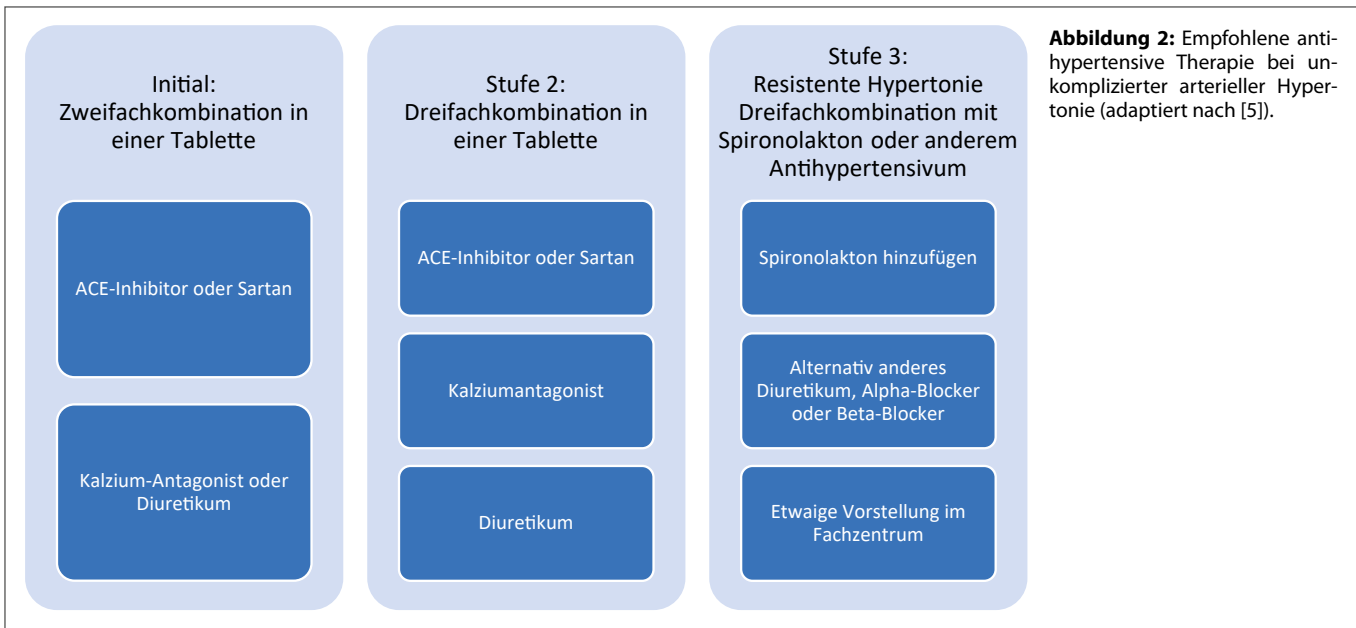 Initial:
Zweifachkombination in
einer Tablette
ACE-Inhibitor oder Sartan
Kalzium-Antagonist oder
Diuretikum
Stufe 2:
Dreifachkombination in
einer Tablette
ACE-Inhibitor oder Sartan
Kalziumantagonist
Diuretikum
Stufe 3:
Resistente Hypertonie
Dreifachkombination mit
Spironolakton oder anderem
Antihypertensivum
Spironolakton hinzufügen
Alternativ anderes
Diuretikum, Alpha-Blocker
oder Beta-Blocker
Etwaige Vorstellung im
Fachzentrum
Abbildung 2: Empfohlene anti-
hypertensive Therapie bei un-
komplizierter arterieller Hyper-
tonie (adaptiert nach [5]).